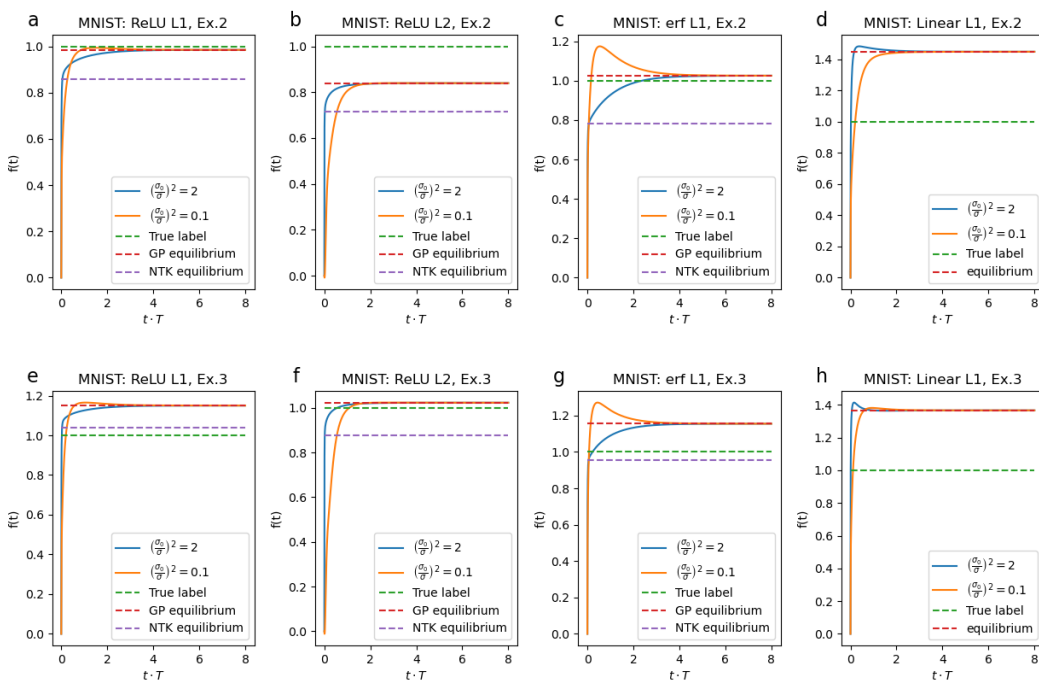 a
MNIST: ReLU L1, Ex.2
1.0
0.8
0.6
0.4
0.2
0.0
f(t)
(σ₀/σ)² = 2
(σ₀/σ)² = 0.1
True label
GP equilibrium
NTK equilibrium
0 2 4 6 8
t · T
b
MNIST: ReLU L2, Ex.2
1.0
0.8
0.6
0.4
0.2
0.0
f(t)
(σ₀/σ)² = 2
(σ₀/σ)² = 0.1
True label
GP equilibrium
NTK equilibrium
0 2 4 6 8
t · T
c
MNIST: erf L1, Ex.2
1.2
1.0
0.8
0.6
0.4
0.2
0.0
f(t)
(σ₀/σ)² = 2
(σ₀/σ)² = 0.1
True label
GP equilibrium
NTK equilibrium
0 2 4 6 8
t · T
d
MNIST: Linear L1, Ex.2
1.4
1.2
1.0
0.8
0.6
0.4
0.2
0.0
f(t)
(σ₀/σ)² = 2
(σ₀/σ)² = 0.1
True label
equilibrium
0 2 4 6 8
t · T
e
MNIST: ReLU L1, Ex.3
1.2
1.0
0.8
0.6
0.4
0.2
0.0
f(t)
(σ₀/σ)² = 2
(σ₀/σ)² = 0.1
True label
GP equilibrium
NTK equilibrium
0 2 4 6 8
t · T
f
MNIST: ReLU L2, Ex.3
1.0
0.8
0.6
0.4
0.2
0.0
f(t)
(σ₀/σ)² = 2
(σ₀/σ)² = 0.1
True label
GP equilibrium
NTK equilibrium
0 2 4 6 8
t · T
g
MNIST: erf L1, Ex.3
1.2
1.0
0.8
0.6
0.4
0.2
0.0
f(t)
(σ₀/σ)² = 2
(σ₀/σ)² = 0.1
True label
GP equilibrium
NTK equilibrium
0 2 4 6 8
t · T
h
MNIST: Linear L1, Ex.3
1.4
1.2
1.0
0.8
0.6
0.4
0.2
0.0
f(t)
(σ₀/σ)² = 2
(σ₀/σ)² = 0.1
True label
equilibrium
0 2 4 6 8
t · T